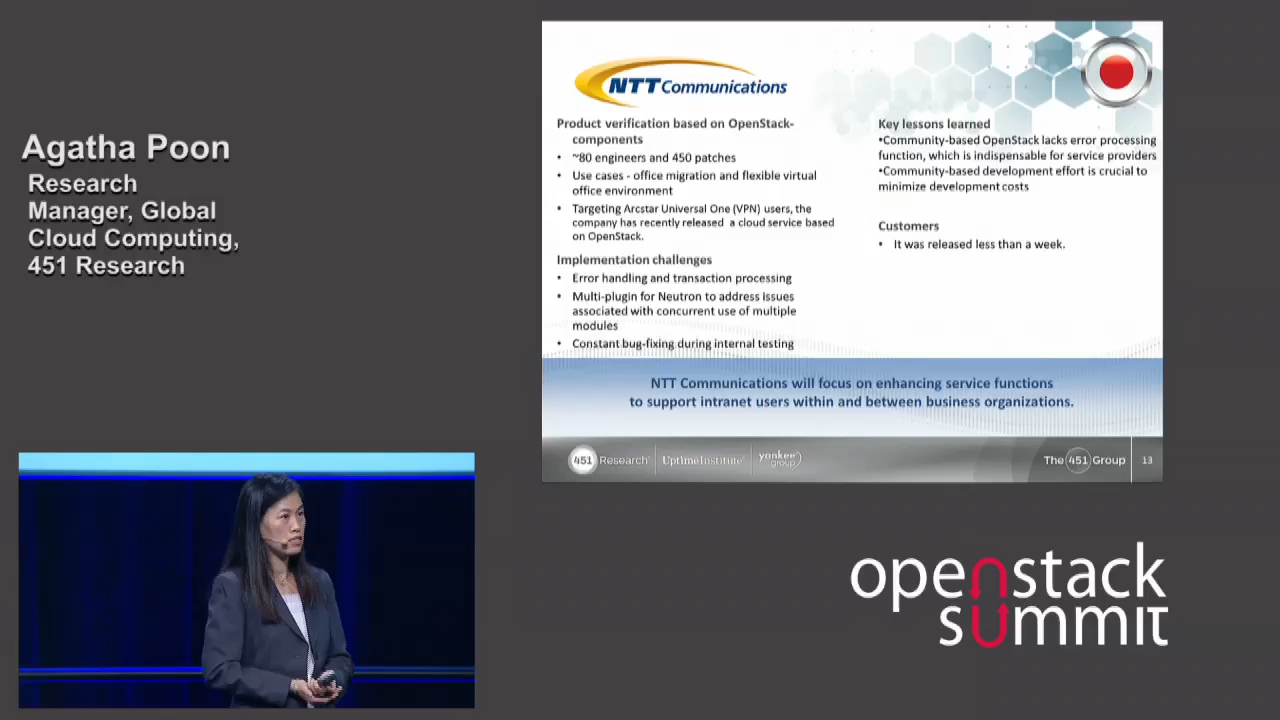 Agatha Poon
Research
Manager, Global
Cloud Computing,
451 Research
NTT Communications
Product verification based on OpenStack-
components
• ~80 engineers and 450 patches
• Use cases - office migration and flexible virtual
office environment
• Targeting Arcstar Universal One (VPN) users, the
company has recently released a cloud service based
on OpenStack.
Implementation challenges
• Error handling and transaction processing
• Multi-plugin for Neutron to address issues
associated with concurrent use of multiple
modules
• Constant bug-fixing during internal testing
Key lessons learned
•Community-based OpenStack lacks error processing
function, which is indispensable for service providers
•Community-based development effort is crucial to
minimize development costs
Customers
• It was released less than a week.
NTT Communications will focus on enhancing service functions
to support intranet users within and between business organizations.
451 Research
UptimeInstitute
yankee
group
The 451 Group
13
openstack
summit